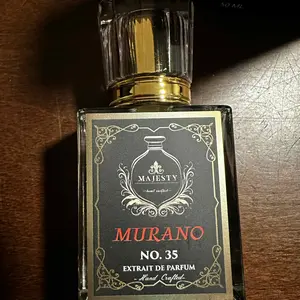 MAJESTY
- hand crafted -
MURANO
NO. 35
EXTRAIT DE PARFUM
- Hand Crafted -